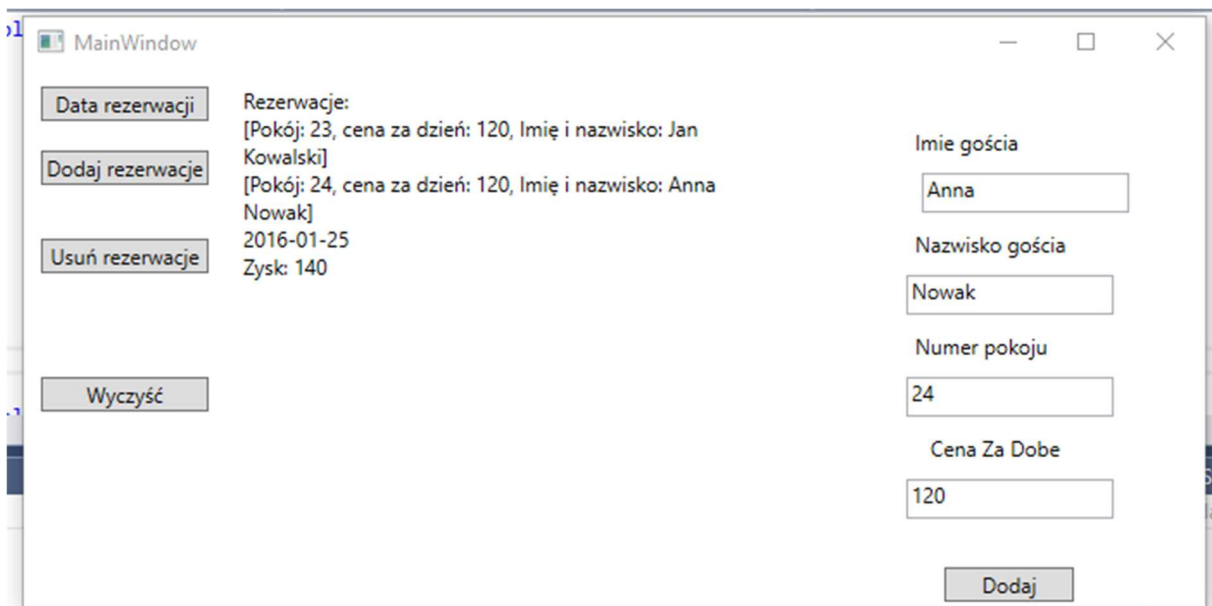 MainWindow
Data rezerwacji
Dodaj rezerwacje
Usuń rezerwacje
Wyczyść
Rezerwacje:
[Pokój: 23, cena za dzień: 120, Imię i nazwisko: Jan
Kowalski]
[Pokój: 24, cena za dzień: 120, Imię i nazwisko: Anna
Nowak]
2016-01-25
Zysk: 140
Imie gościa
Anna
Nazwisko gościa
Nowak
Numer pokoju
24
Cena Za Dobe
120
Dodaj